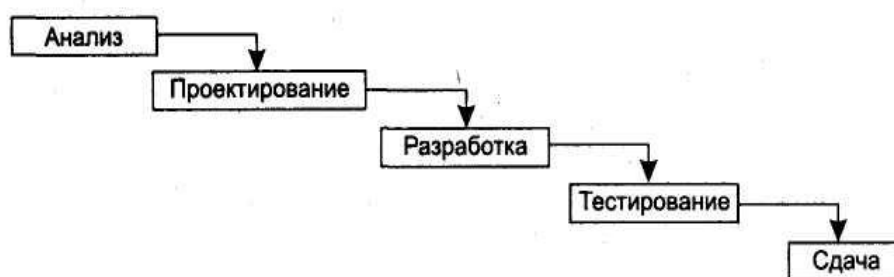 Анализ
Проектирование
Разработка
Тестирование
Сдача